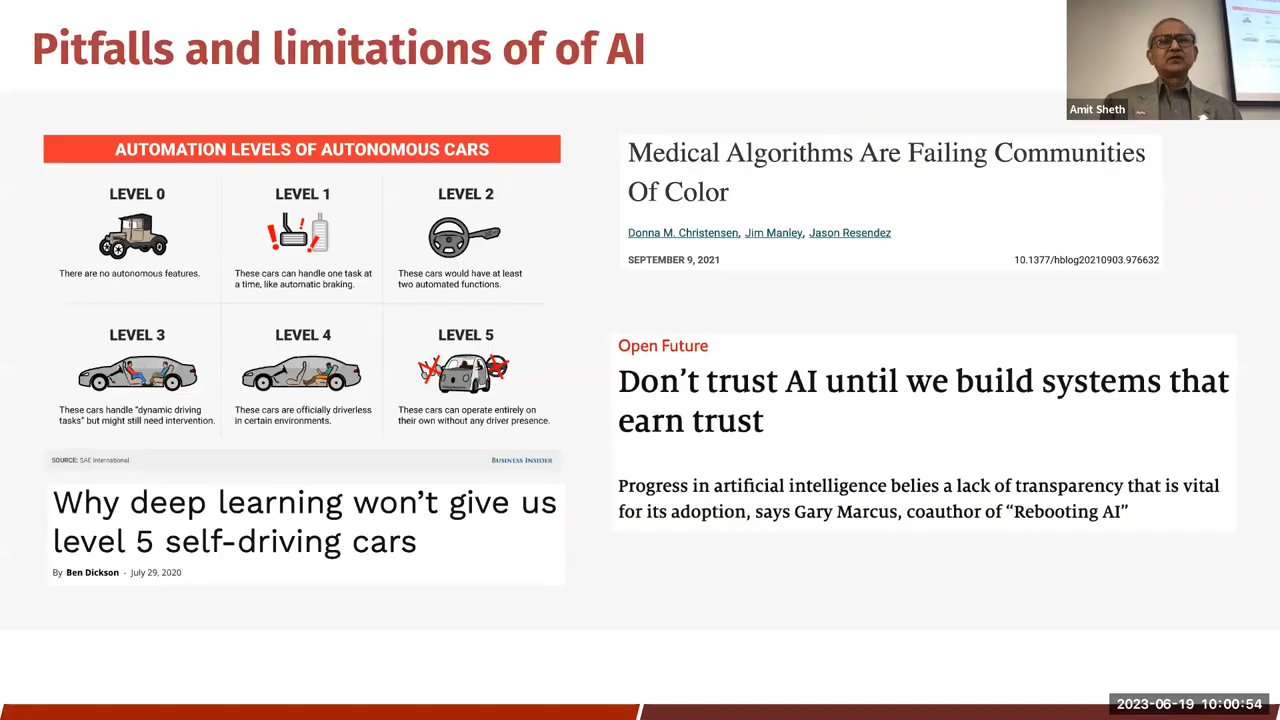 Pitfalls and limitations of of AI
Amit Sheth
AUTOMATION LEVELS OF AUTONOMOUS CARS
LEVEL 0
There are no autonomous features.
LEVEL 1
These cars can handle one task at
a time, like automatic braking.
LEVEL 2
These cars would have at least
two automated functions.
LEVEL 3
These cars handle “dynamic driving
tasks” but might still need intervention.
LEVEL 4
These cars are officially driverless
in certain environments.
LEVEL 5
These cars can operate entirely on
their own without any driver presence.
SOURCE: SAE International
BUSINESS INSIDER
Why deep learning won’t give us
level 5 self-driving cars
By Ben Dickson - July 29, 2020
Medical Algorithms Are Failing Communities
Of Color
Donna M. Christensen, Jim Manley, Jason Resendez
SEPTEMBER 9, 2021
10.1377/hblog20210903.976632
Open Future
Don’t trust AI until we build systems that
earn trust
Progress in artificial intelligence belies a lack of transparency that is vital
for its adoption, says Gary Marcus, coauthor of “Rebooting AI”
2023-06-19 10:00:54